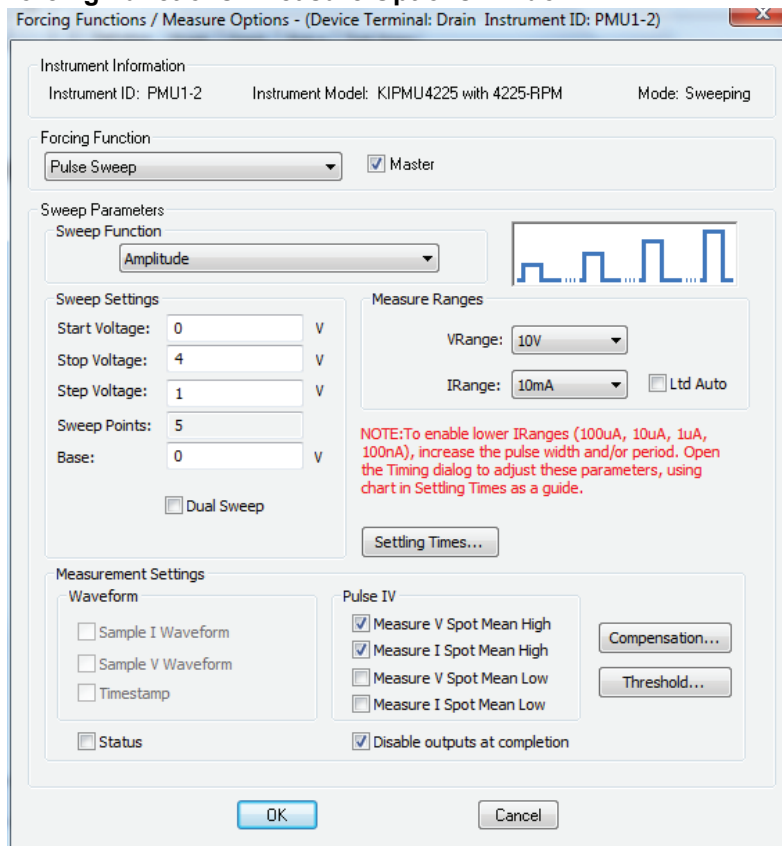 Forcing Functions / Measure Options - (Device Terminal: Drain Instrument ID: PMU1-2)
Instrument Information
Instrument ID: PMU1-2 Instrument Model: KIPMU4225 with 4225-RPM Mode: Sweeping
Forcing Function
Pulse Sweep Master
Sweep Parameters
Sweep Function
Amplitude
Sweep Settings
Start Voltage: 0 V
Stop Voltage: 4 V
Step Voltage: 1 V
Sweep Points: 5
Base: 0 V
Dual Sweep
Measure Ranges
VRange: 10V
IRange: 10mA Ltd Auto
NOTE:To enable lower IRanges (100uA, 10uA, 1uA,
100nA), increase the pulse width and/or period. Open
the Timing dialog to adjust these parameters, using
chart in Settling Times as a guide.
Settling Times...
Measurement Settings
Waveform
Sample I Waveform
Sample V Waveform
Timestamp
Status
Pulse IV
Measure V Spot Mean High
Measure I Spot Mean High
Measure V Spot Mean Low
Measure I Spot Mean Low
Disable outputs at completion
Compensation...
Threshold...
OK Cancel